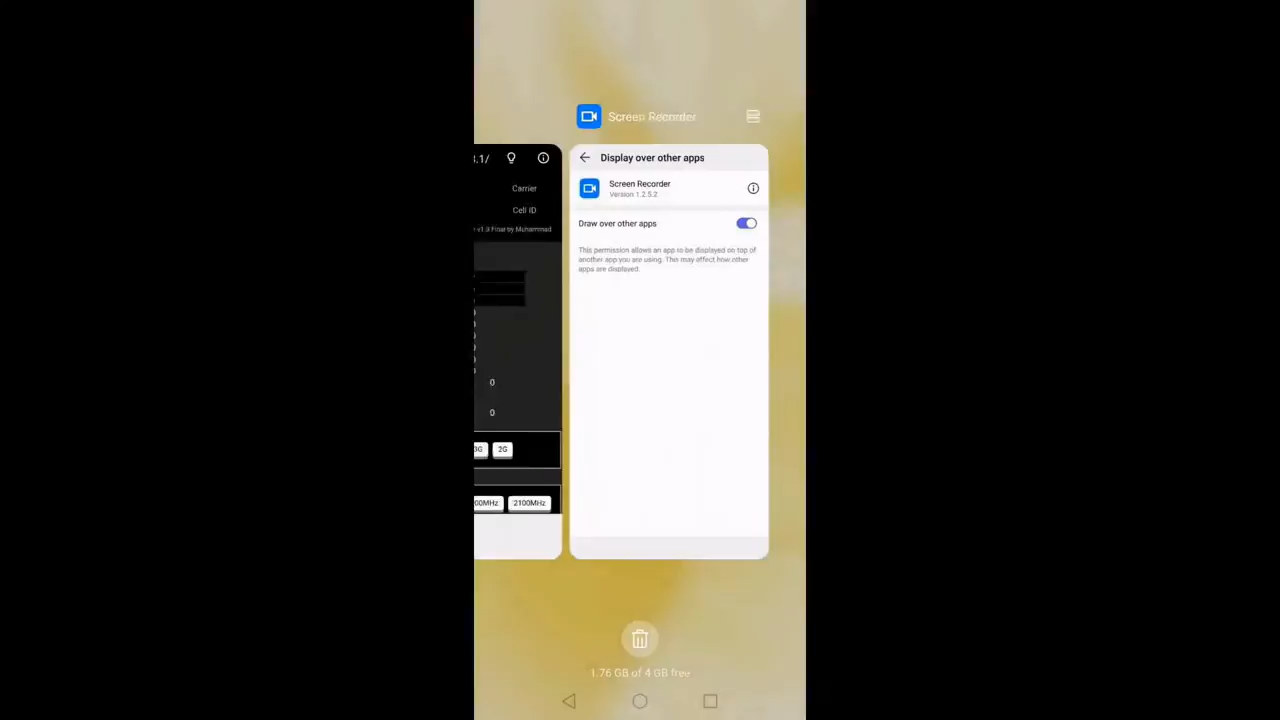 Screen Recorder
Display over other apps
Screen Recorder
Version 1.2.5.2
Draw over other apps
This permission allows an app to be displayed on top of
another app you are using. This may affect how other
apps are displayed.
.1/
Carrier
Cell ID
v1.3 Final by Muhammad
0
0
3G 2G
00MHz 2100MHz
1.76 GB of 4 GB free